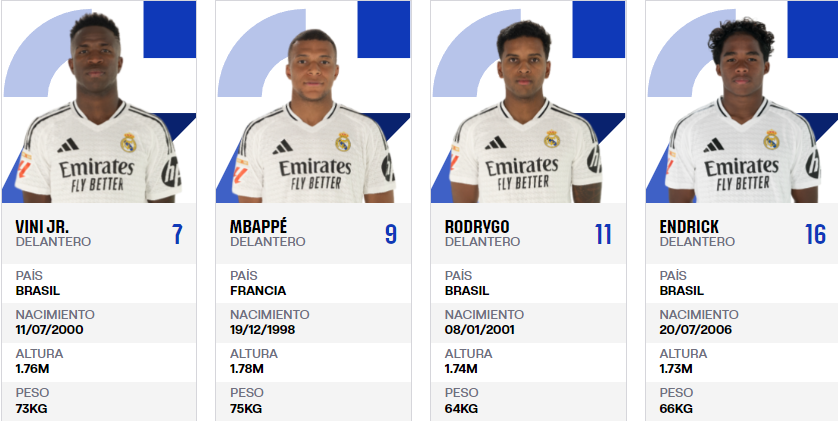 Emirates
FLY BETTER
VINI JR.
DELANTERO
7
PAÍS
BRASIL
NACIMIENTO
11/07/2000
ALTURA
1.76M
PESO
73KG
Emirates
FLY BETTER
MBAPPÉ
DELANTERO
9
PAÍS
FRANCIA
NACIMIENTO
19/12/1998
ALTURA
1.78M
PESO
75KG
Emirates
FLY BETTER
RODRYGO
DELANTERO
11
PAÍS
BRASIL
NACIMIENTO
08/01/2001
ALTURA
1.74M
PESO
64KG
Emirates
FLY BETTER
ENDRICK
DELANTERO
16
PAÍS
BRASIL
NACIMIENTO
20/07/2006
ALTURA
1.73M
PESO
66KG